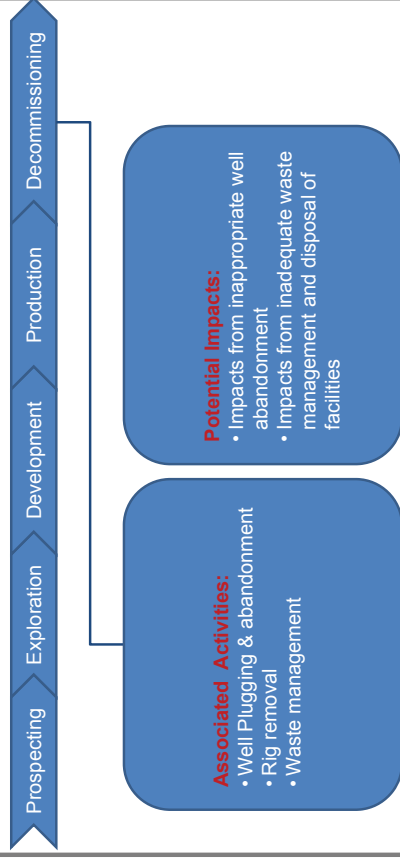 Prospecting
Exploration
Development
Production
Decommissioning
Associated Activities:
• Well Plugging & abandonment
• Rig removal
• Waste management
Potential Impacts:
• Impacts from inappropriate well
abandonment
• Impacts from inadequate waste
management and disposal of
facilities